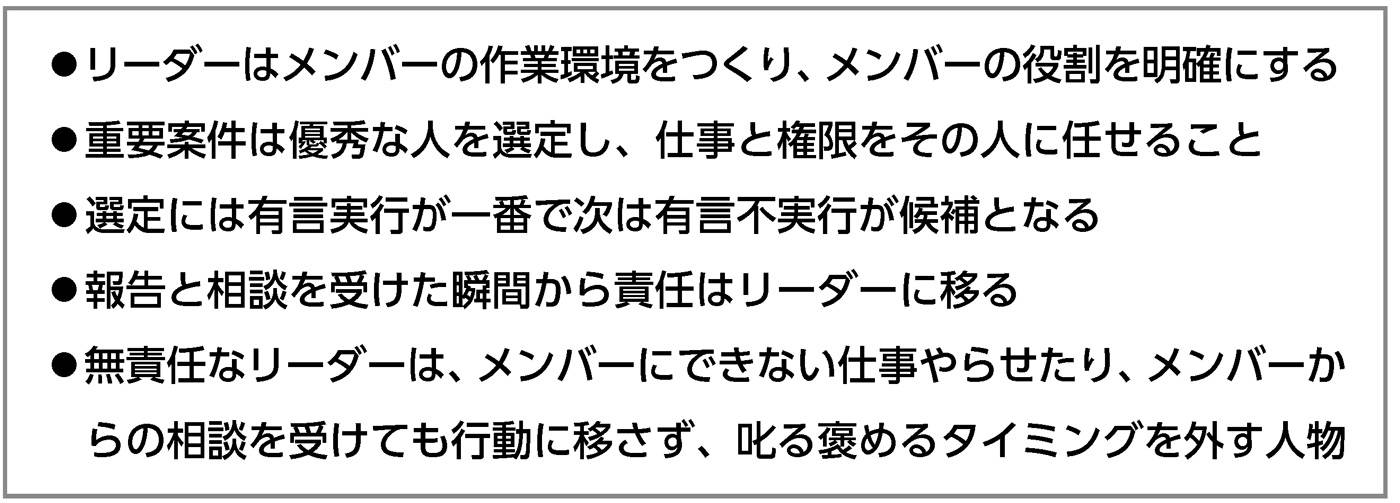 ●リーダーはメンバーの作業環境をつくり、メンバーの役割を明確にする
●重要案件は優秀な人を選定し、仕事と権限をその人に任せること
●選定には有言実行が一番で次は有言不実行が候補となる
●報告と相談を受けた瞬間から責任はリーダーに移る
●無責任なリーダーは、メンバーにできない仕事やらせたり、メンバーか
らの相談を受けても行動に移さず、叱る褒めるタイミングを外す人物